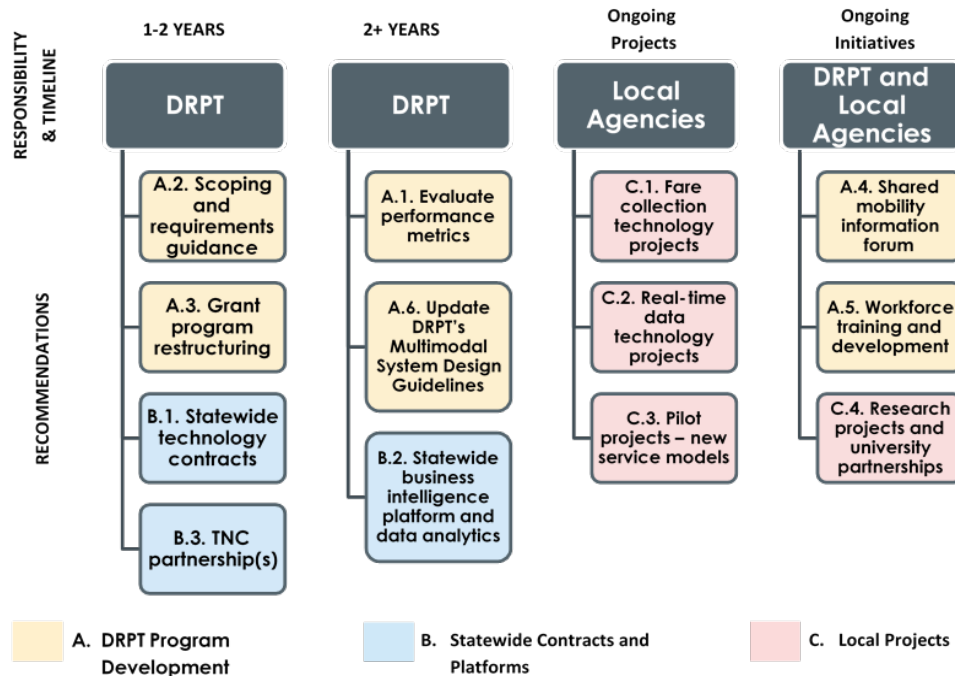 RESPONSIBILITY
& TIMELINE
1-2 YEARS
2+ YEARS
Ongoing
Projects
Ongoing
Initiatives
DRPT
DRPT
Local
Agencies
DRPT and
Local
Agencies
RECOMMENDATIONS
A.2. Scoping
and
requirements
guidance
A.3. Grant
program
restructuring
B.1. Statewide
technology
contracts
B.3. TNC
partnership(s)
A.1. Evaluate
performance
metrics
A.6. Update
DRPT's
Multimodal
System Design
Guidelines
B.2. Statewide
business
intelligence
platform and
data analytics
C.1. Fare
collection
technology
projects
C.2. Real-time
data
technology
projects
C.3. Pilot
projects – new
service models
A.4. Shared
mobility
information
forum
A.5. Workforce
training and
development
C.4. Research
projects and
university
partnerships
A. DRPT Program
Development
B. Statewide Contracts and
Platforms
C. Local Projects